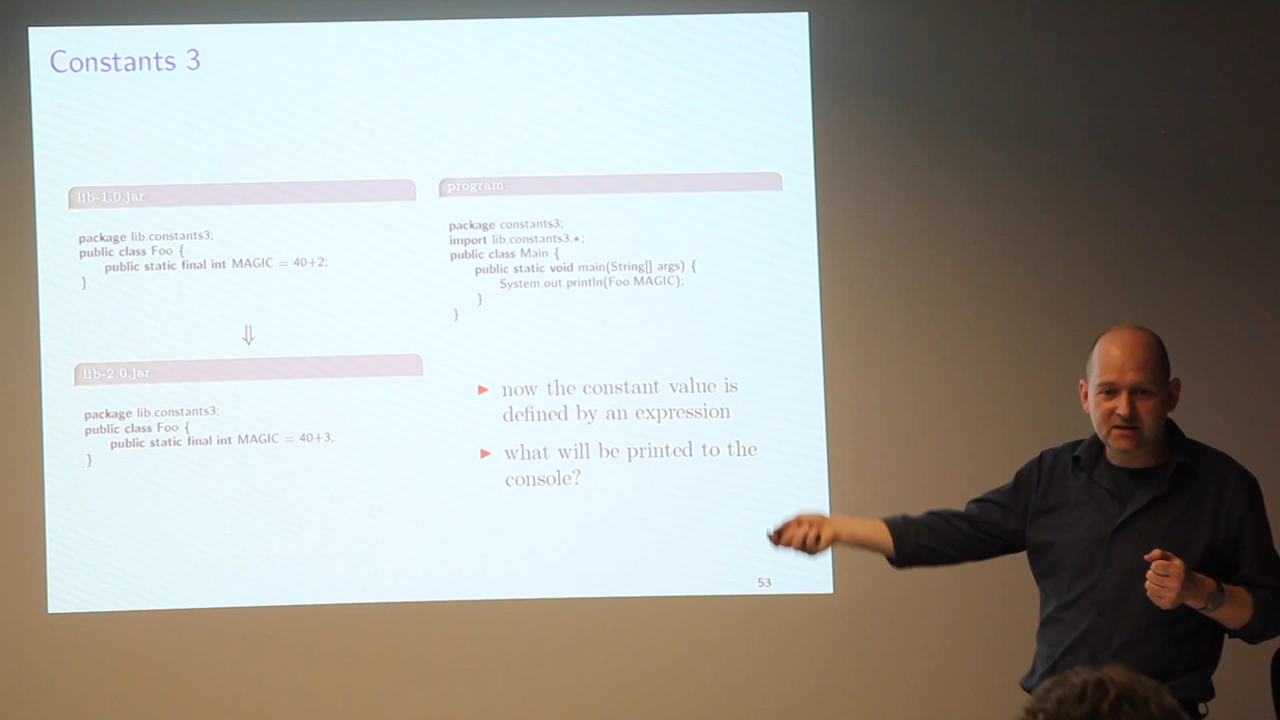 Constants 3
lib-1.0.jar
package lib.constants3;
public class Foo {
public static final int MAGIC = 40+2;
}
⇓
lib-2.0.jar
package lib.constants3;
public class Foo {
public static final int MAGIC = 40+3;
}
program
package constants3;
import lib.constants3.*;
public class Main {
public static void main(String[] args) {
System.out.println(Foo.MAGIC);
}
}
▶ now the constant value is
defined by an expression
▶ what will be printed to the
console?
53